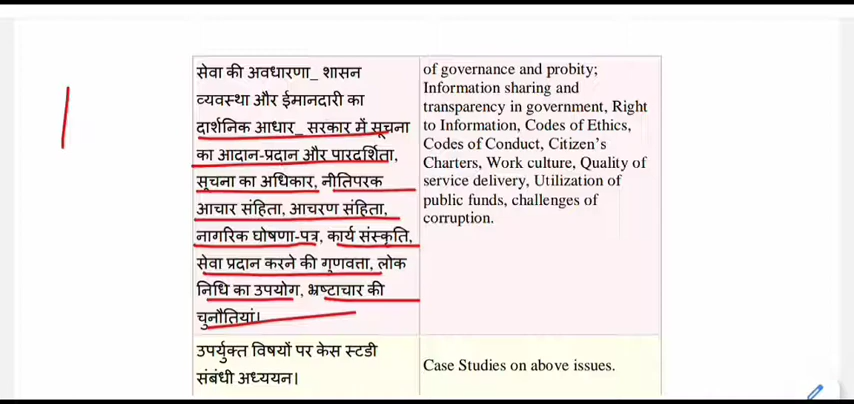 सेवा की अवधारणा_ शासन
व्यवस्था और ईमानदारी का
दार्शनिक आधार_ सरकार में सूचना
का आदान-प्रदान और पारदर्शिता,
सूचना का अधिकार, नीतिपरक
आचार संहिता, आचरण संहिता,
नागरिक घोषणा-पत्र, कार्य संस्कृति,
सेवा प्रदान करने की गुणवत्ता, लोक
निधि का उपयोग, भ्रष्टाचार की
चुनौतियां।
of governance and probity;
Information sharing and
transparency in government, Right
to Information, Codes of Ethics,
Codes of Conduct, Citizen's
Charters, Work culture, Quality of
service delivery, Utilization of
public funds, challenges of
corruption.
उपर्युक्त विषयों पर केस स्टडी
संबंधी अध्ययन।
Case Studies on above issues.